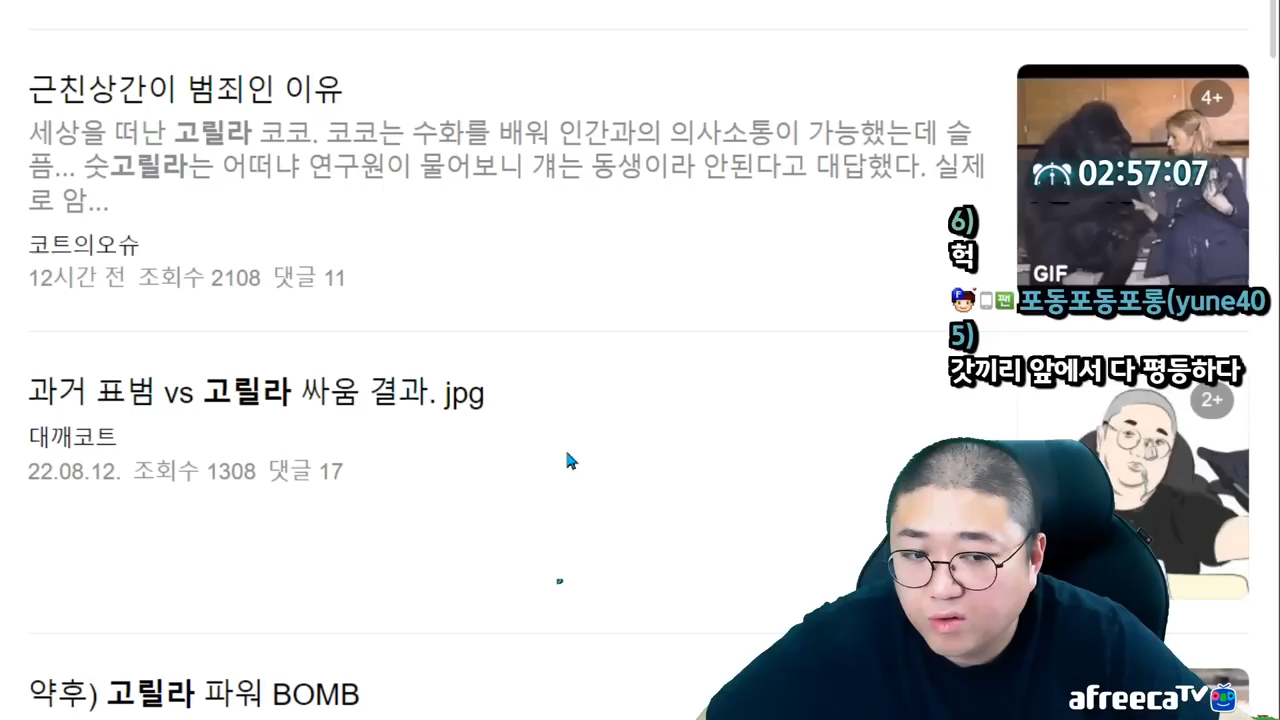 근친상간이 범죄인 이유
세상을 떠난 고릴라 코코. 코코는 수화를 배워 인간과의 의사소통이 가능했는데 슬
픔... 숫고릴라는 어떠냐 연구원이 물어보니 걔는 동생이라 안된다고 대답했다. 실제
로 암...
코트의오슈
12시간 전 조회수 2108 댓글 11
4+
02:57:07
GIF
6)
헉
팬 포동포동포롱(yune40
5)
갓끼리 앞에서 다 평등하다
과거 표범 vs 고릴라 싸움 결과. jpg
대깨코트
22.08.12. 조회수 1308 댓글 17
2+
약후) 고릴라 파워 BOMB
afreecaTV